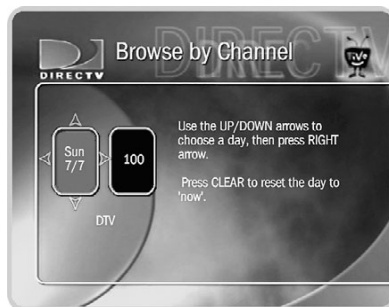 DIRECTV
Browse by Channel
DIRECTV
TiVo
Sun
7/7
100
DTV
Use the UP/DOWN arrows to
choose a day, then press RIGHT
arrow.
Press CLEAR to reset the day to
'now'.